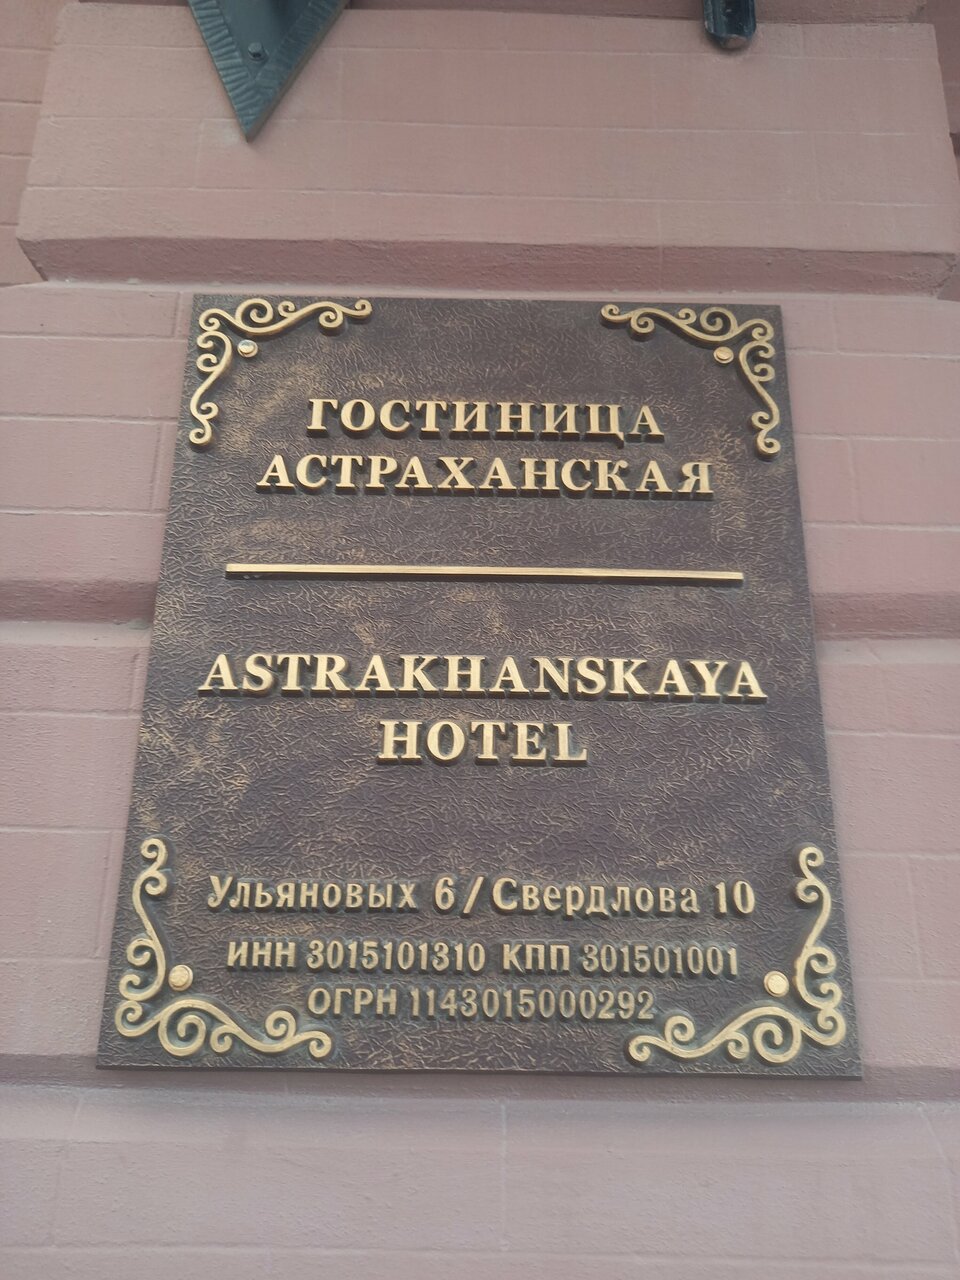 ГОСТИНИЦА
АСТРАХАНСКАЯ
ASTRAKHANSKAYA
HOTEL
Ульяновых 6/Свердлова 10
ИНН 3015101310 КПП 301501001
ОГРН 1143015000292